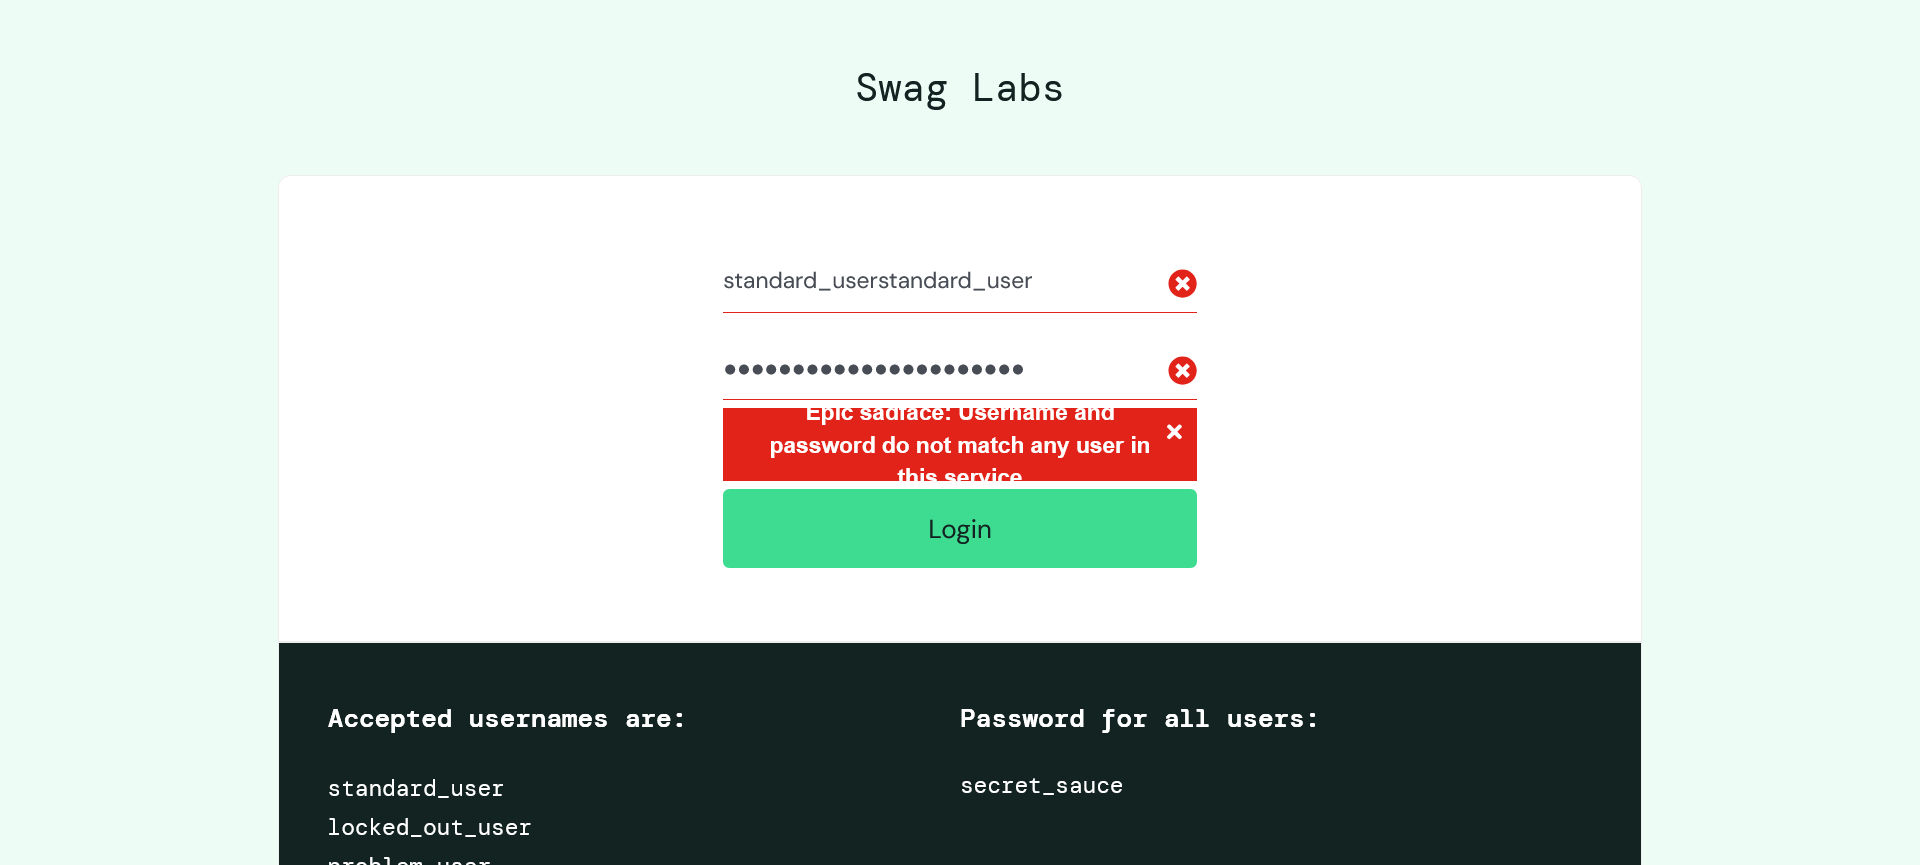 Swag Labs
standard_userstandard_user
••••••••••••••••••••••
Epic sadface: Username and
password do not match any user in
this service
Login
Accepted usernames are:
Password for all users:
standard_user
secret_sauce
locked_out_user
problem_user